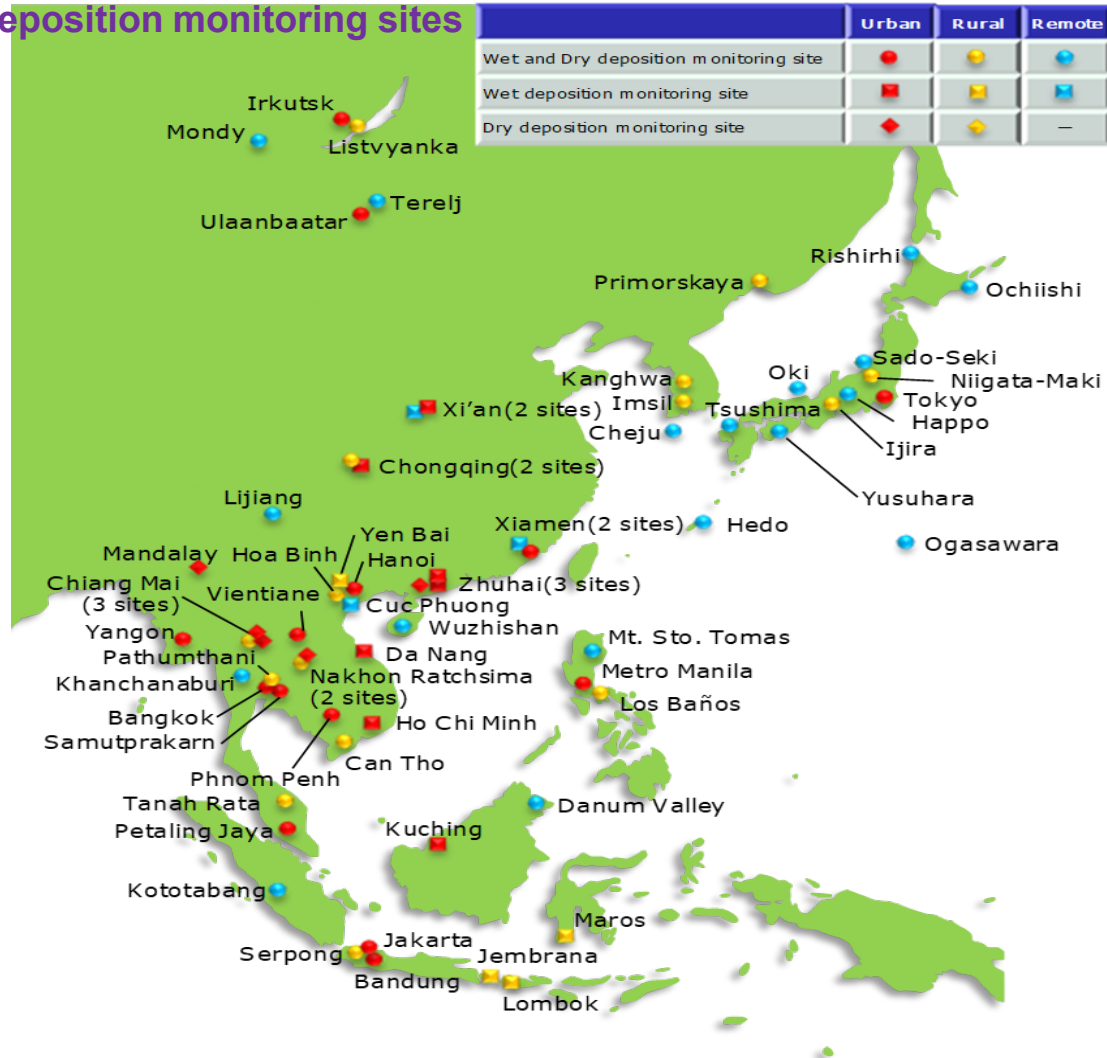 eposition monitoring sites
Urban Rural Remote
Wet and Dry deposition monitoring site
Wet deposition monitoring site
Dry deposition monitoring site —
Irkutsk
Mondy
Listvyanka
Terelj
Ulaanbaatar
Rishirhi
Primorskaya
Ochiishi
Sado-Seki
Oki
Kanghwa
Niigata-Maki
Tokyo
Imsil
Tsushima
Xi’an(2 sites)
Happo
Cheju
Ijira
Chongqing(2 sites)
Lijiang
Yusuhara
Xiamen(2 sites)
Hedo
Yen Bai
Ogasawara
Mandalay
Hoa Binh
Hanoi
Chiang Mai
(3 sites)
Vientiane
Zhuhai(3 sites)
Cuc Phuong
Wuzhishan
Yangon
Mt. Sto. Tomas
Pathumthani
Da Nang
Khanchanaburi
Nakhon Ratchsima
(2 sites)
Metro Manila
Los Baños
Bangkok
Ho Chi Minh
Samutprakarn
Can Tho
Phnom Penh
Tanah Rata
Danum Valley
Petaling Jaya
Kuching
Kototabang
Maros
Jakarta
Serpong
Jembrana
Bandung
Lombok